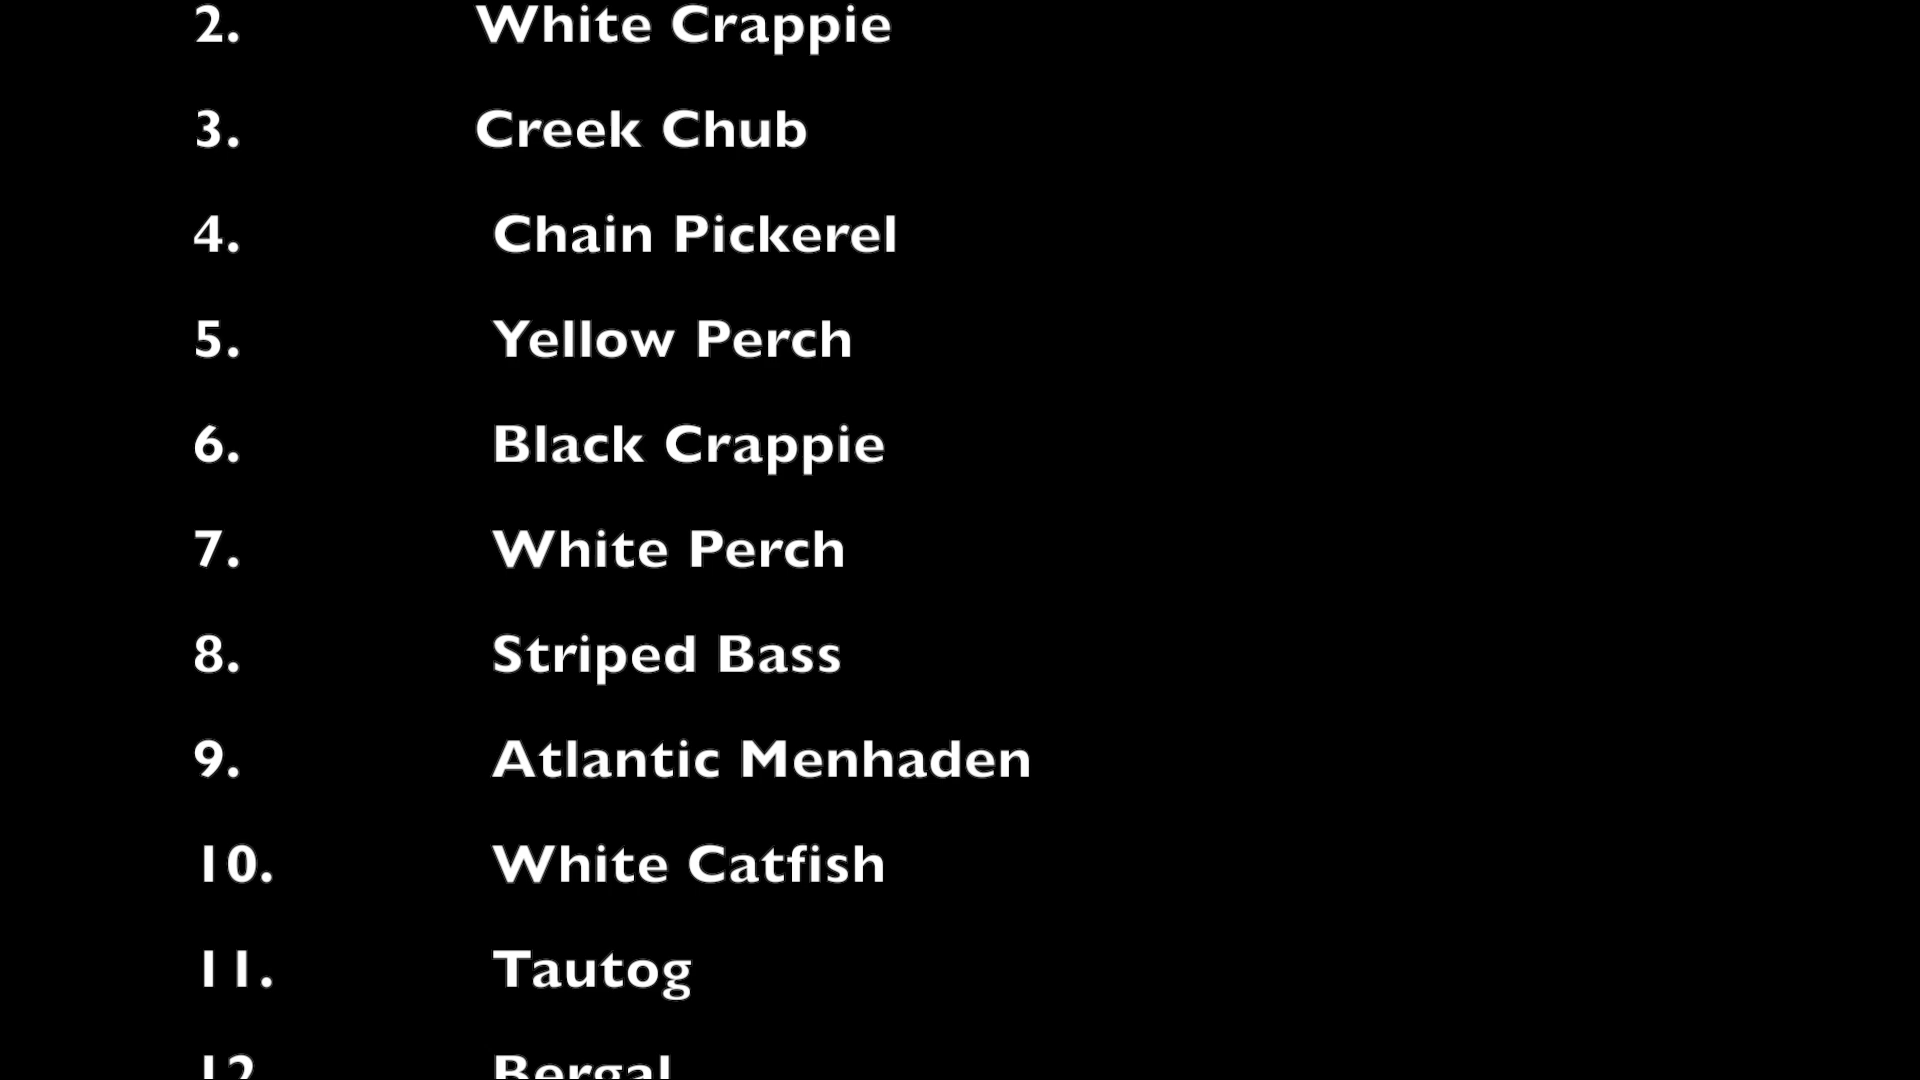 2. White Crappie
3. Creek Chub
4. Chain Pickerel
5. Yellow Perch
6. Black Crappie
7. White Perch
8. Striped Bass
9. Atlantic Menhaden
10. White Catfish
11. Tautog
12. Bergal